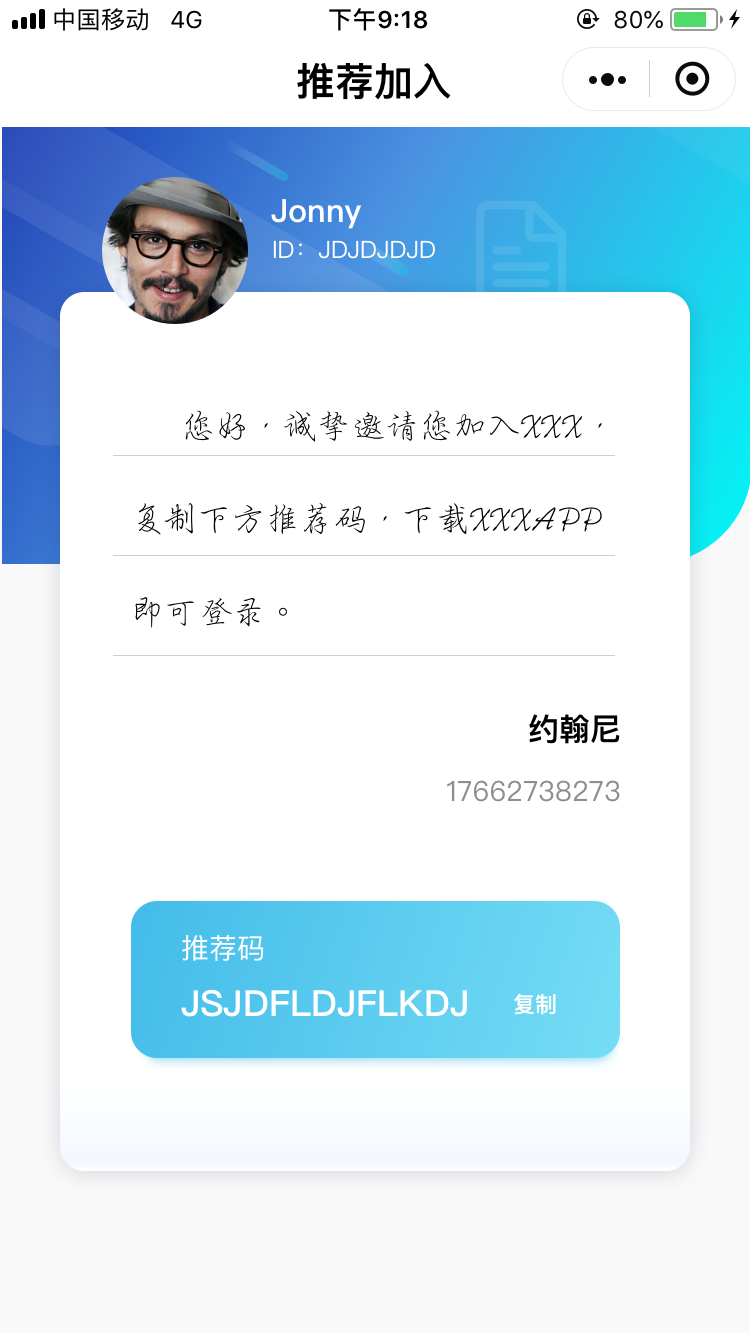 中国移动 4G 下午9:18 80%
推荐加入
Jonny
ID：JDJDJDJD
您好，诚挚邀请您加入XXX，
复制下方推荐码，下载XXXAPP
即可登录。
约翰尼
17662738273
推荐码
JSJDFLDJFLKDJ 复制